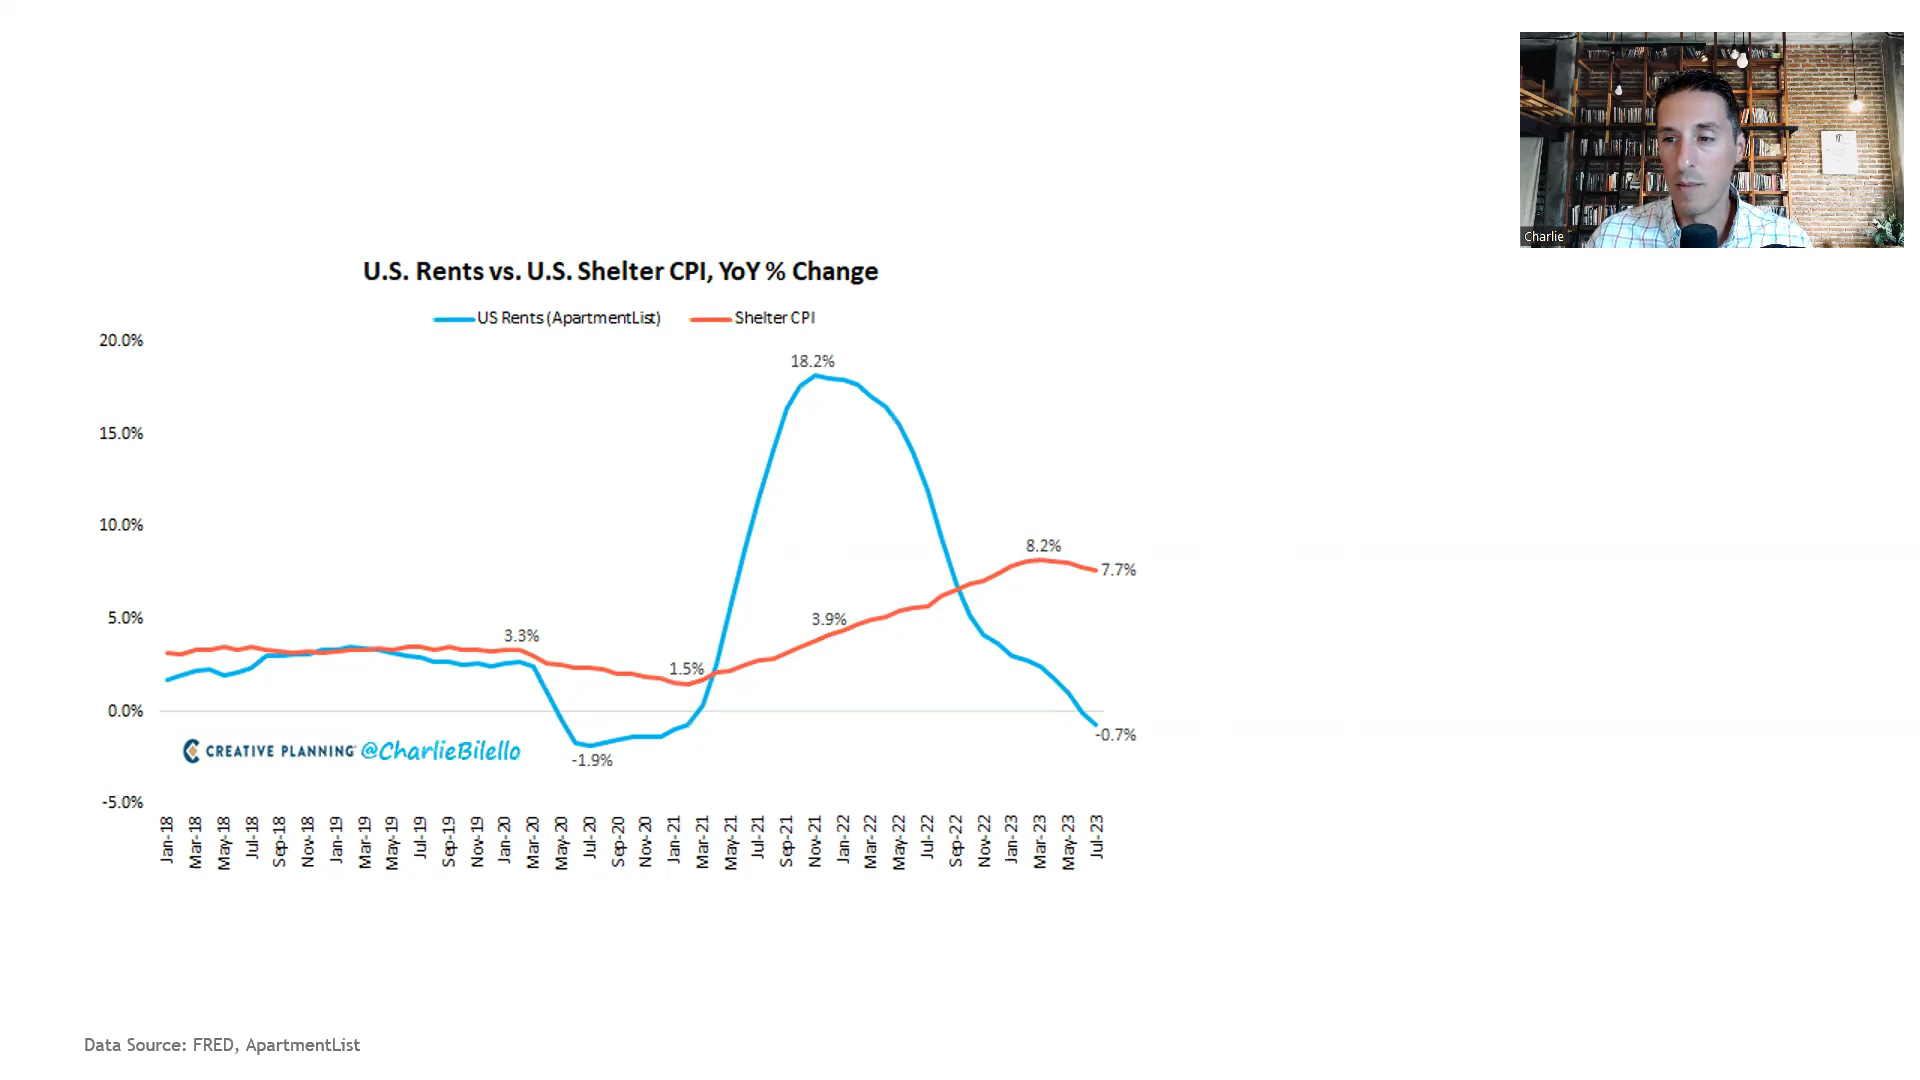 Charlie
U.S. Rents vs. U.S. Shelter CPI, YoY % Change
US Rents (ApartmentList) Shelter CPI
20.0%
18.2%
15.0%
10.0%
8.2%
7.7%
5.0%
3.9%
3.3%
1.5%
0.0%
-0.7%
CREATIVE PLANNING @CharlieBilello
-1.9%
-5.0%
Jan-18 Mar-18 May-18 Jul-18 Sep-18 Nov-18 Jan-19 Mar-19 May-19 Jul-19 Sep-19 Nov-19 Jan-20 Mar-20 May-20 Jul-20 Sep-20 Nov-20 Jan-21 Mar-21 May-21 Jul-21 Sep-21 Nov-21 Jan-22 Mar-22 May-22 Jul-22 Sep-22 Nov-22 Jan-23 Mar-23 May-23 Jul-23
Data Source: FRED, ApartmentList